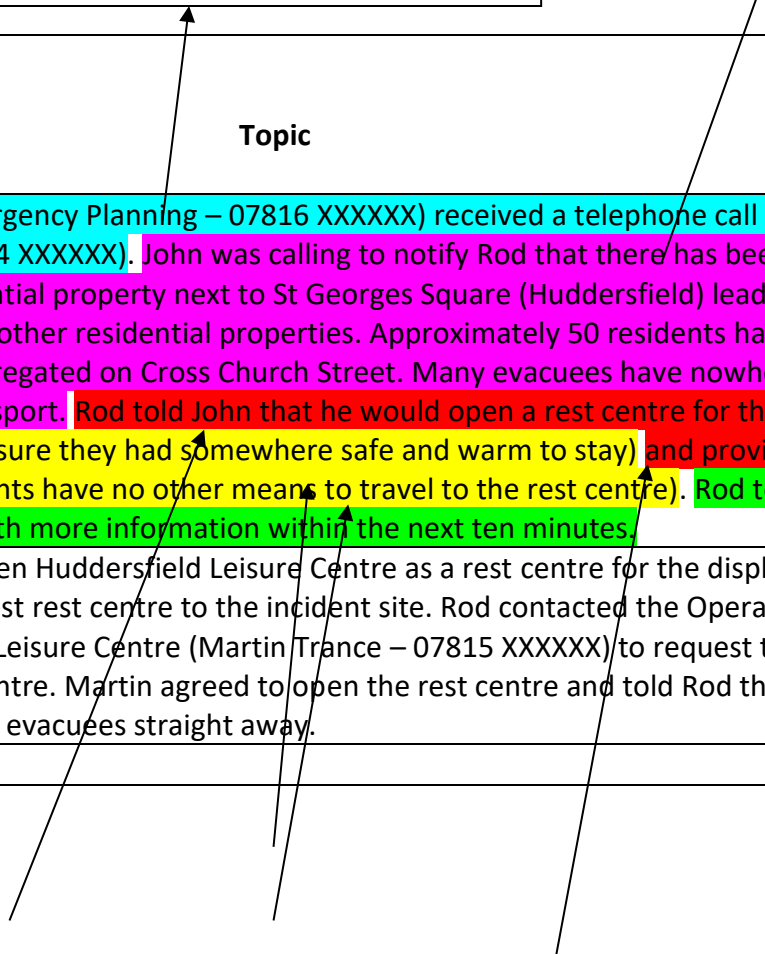 Topic
rgency Planning – 07816 XXXXXX) received a telephone call
4 XXXXXX). John was calling to notify Rod that there has bee
ntial property next to St Georges Square (Huddersfield) lead
other residential properties. Approximately 50 residents ha
regated on Cross Church Street. Many evacuees have nowh
sport. Rod told John that he would open a rest centre for th
sure they had somewhere safe and warm to stay) and provi
nts have no other means to travel to the rest centre). Rod t
th more information within the next ten minutes.
en Huddersfield Leisure Centre as a rest centre for the displ
st rest centre to the incident site. Rod contacted the Opera
Leisure Centre (Martin Trance – 07815 XXXXXX) to request t
ntre. Martin agreed to open the rest centre and told Rod th
evacuees straight away.